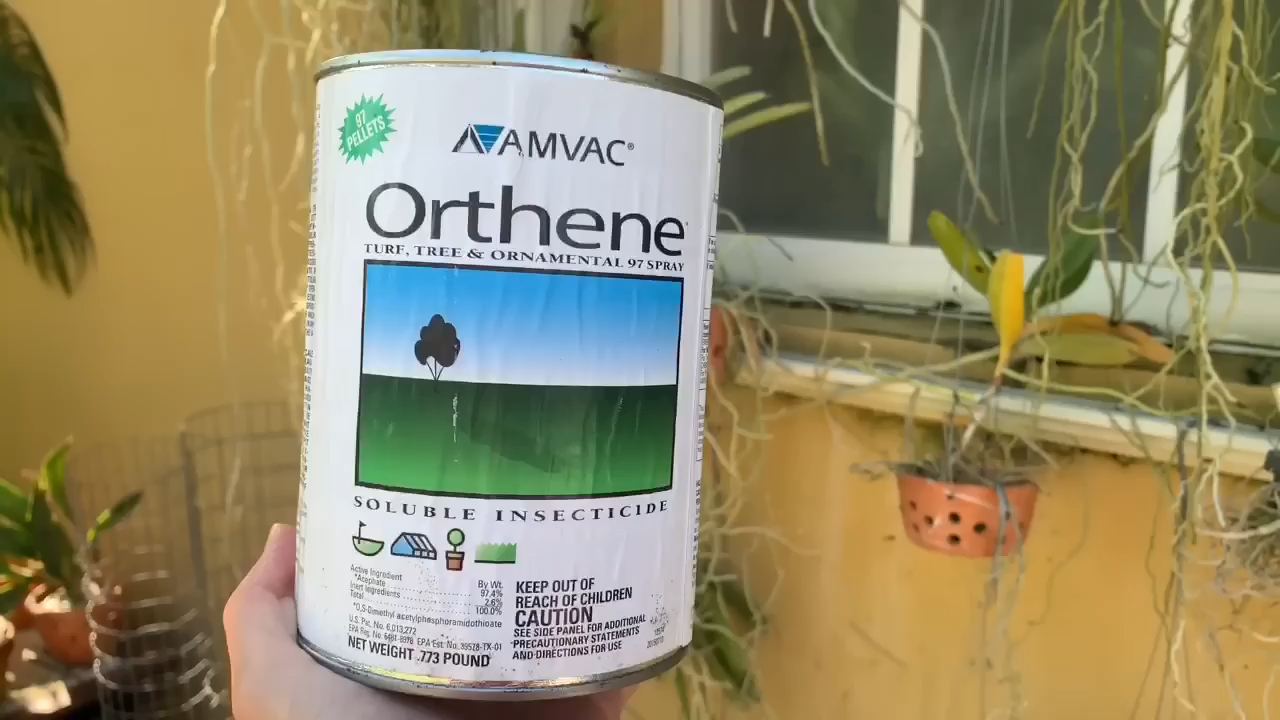 97
PELLETS
AMVAC®
Orthene®
TURF, TREE & ORNAMENTAL 97 SPRAY
SOLUBLE INSECTICIDE
Active Ingredient By Wt.
*Acephate 97.4%
Inert Ingredients 2.6%
Total 100.0%
*O,S-Dimethyl acetylphosphoramidothioate
U.S. Pat. No. 6,013,272
EPA Reg. No. 5481-8978 EPA Est. No. 39578-TX-01
NET WEIGHT .773 POUND
KEEP OUT OF
REACH OF CHILDREN
CAUTION
SEE SIDE PANEL FOR ADDITIONAL
PRECAUTIONARY STATEMENTS
AND DIRECTIONS FOR USE